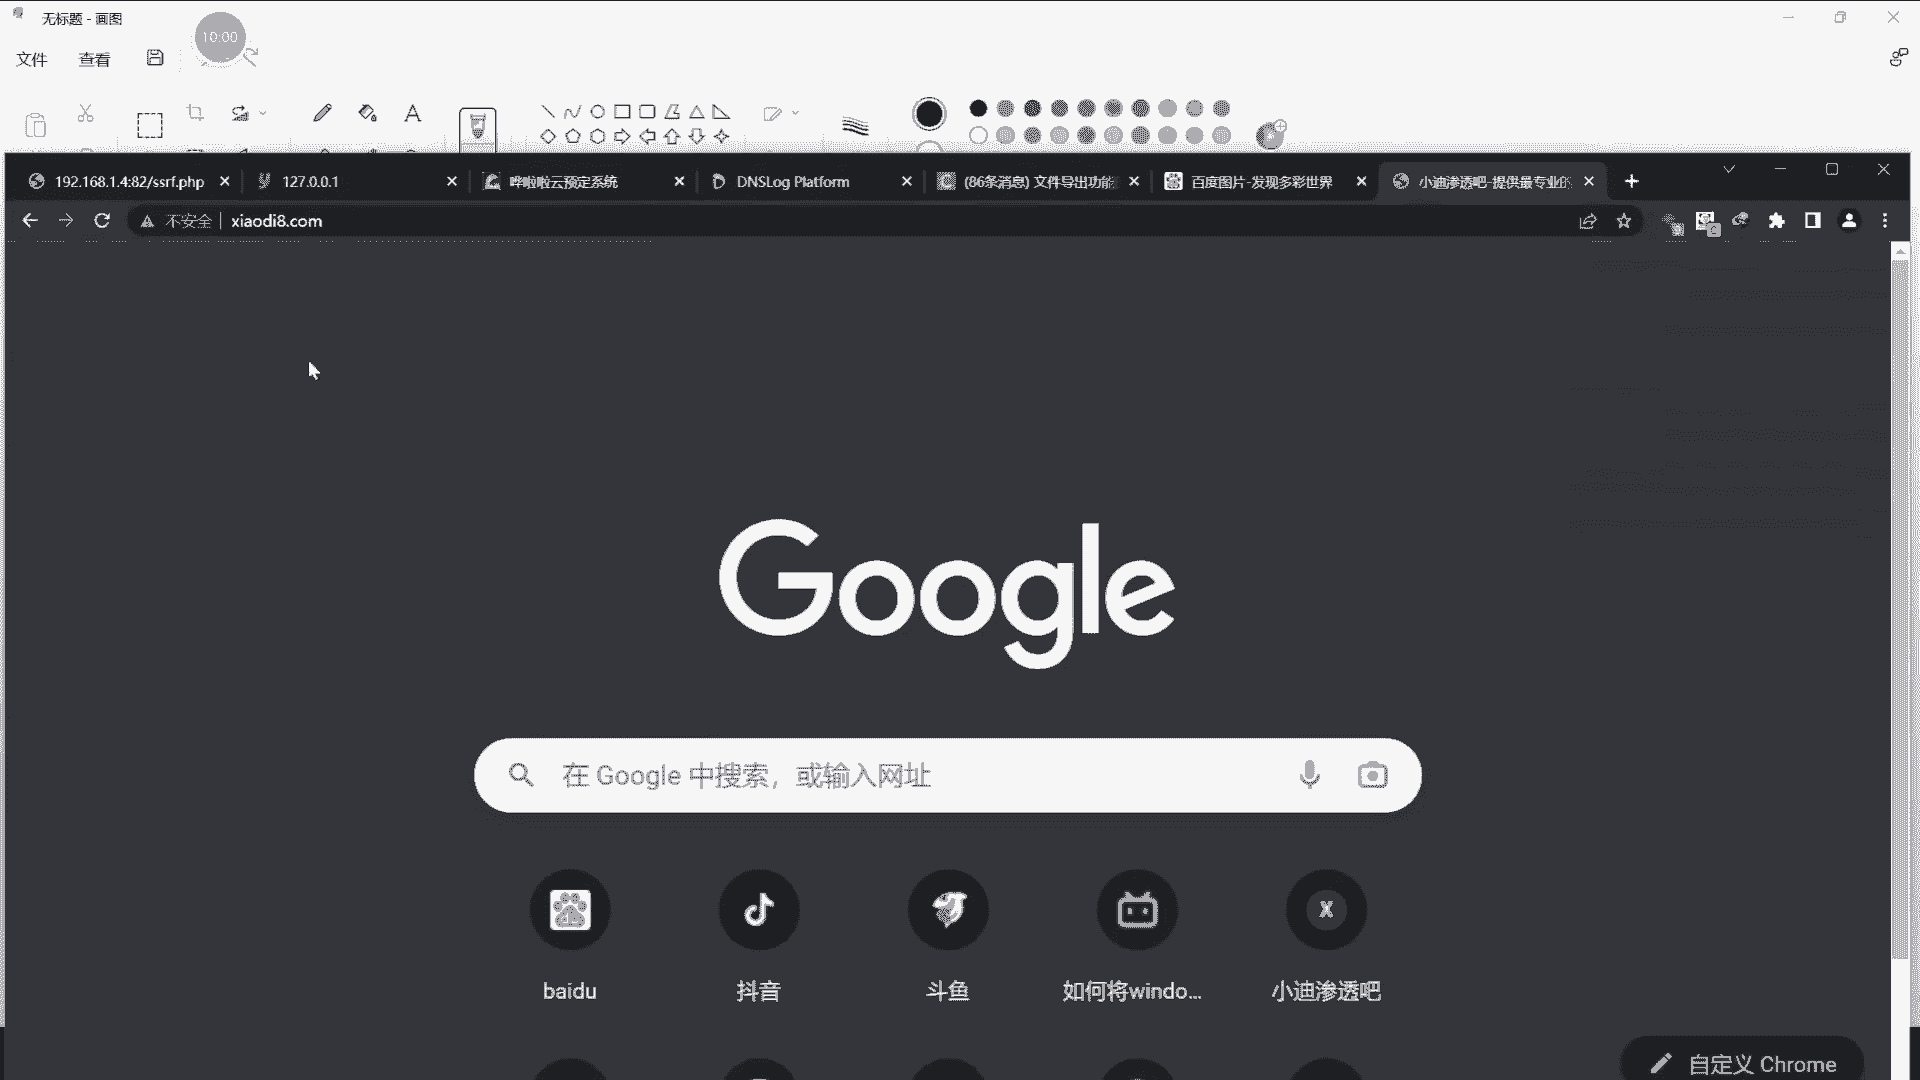 无标题 - 画图
10:00
文件 查看
192.168.1.4:82/ssrf.php 127.0.0.1 哗啦啦云预定系统 DNSLog Platform (86条消息) 文件导出功能 百度图片-发现多彩世界 小迪渗透吧-提供最专业的
不安全 xiaodi8.com
Google
在 Google 中搜索，或输入网址
baidu 抖音 斗鱼 如何将windo... 小迪渗透吧
自定义 Chrome